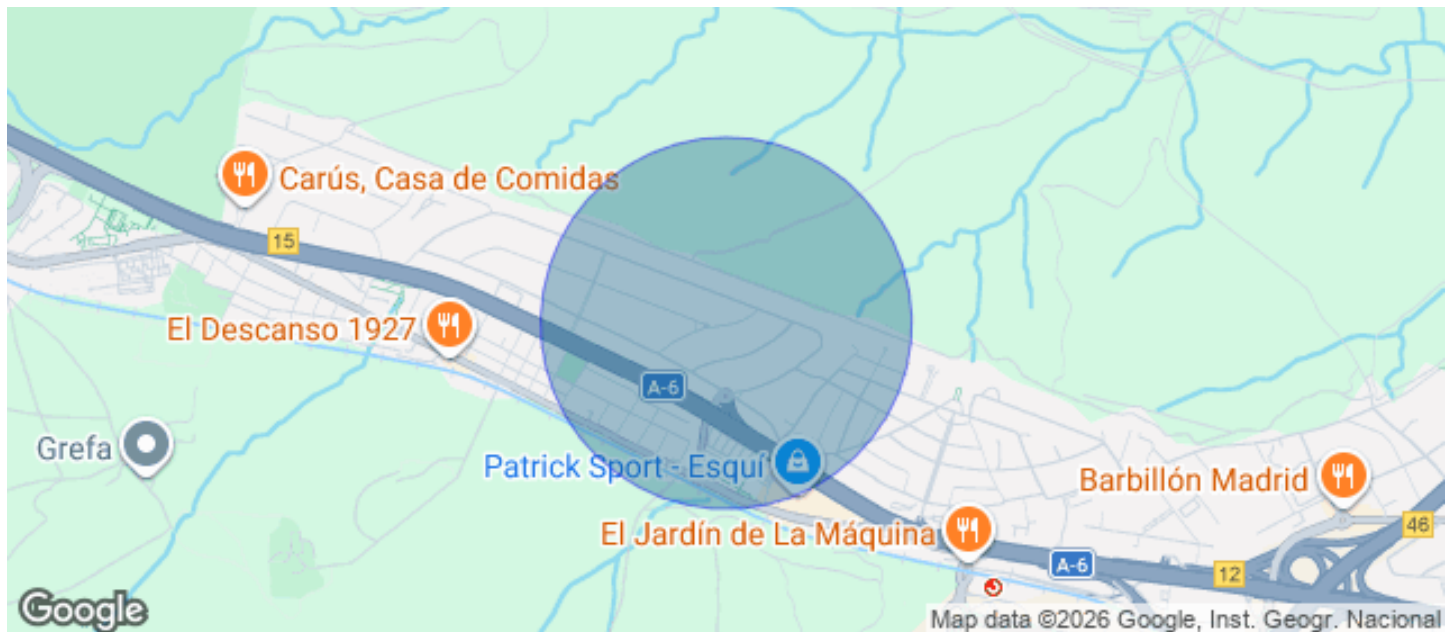 Carús, Casa de Comidas
15
El Descanso 1927
A-6
Grefa
Patrick Sport - Esquí
Barbillón Madrid
46
El Jardín de La Máquina
A-6
12
Google
Map data ©2026 Google, Inst. Geogr. Nacional